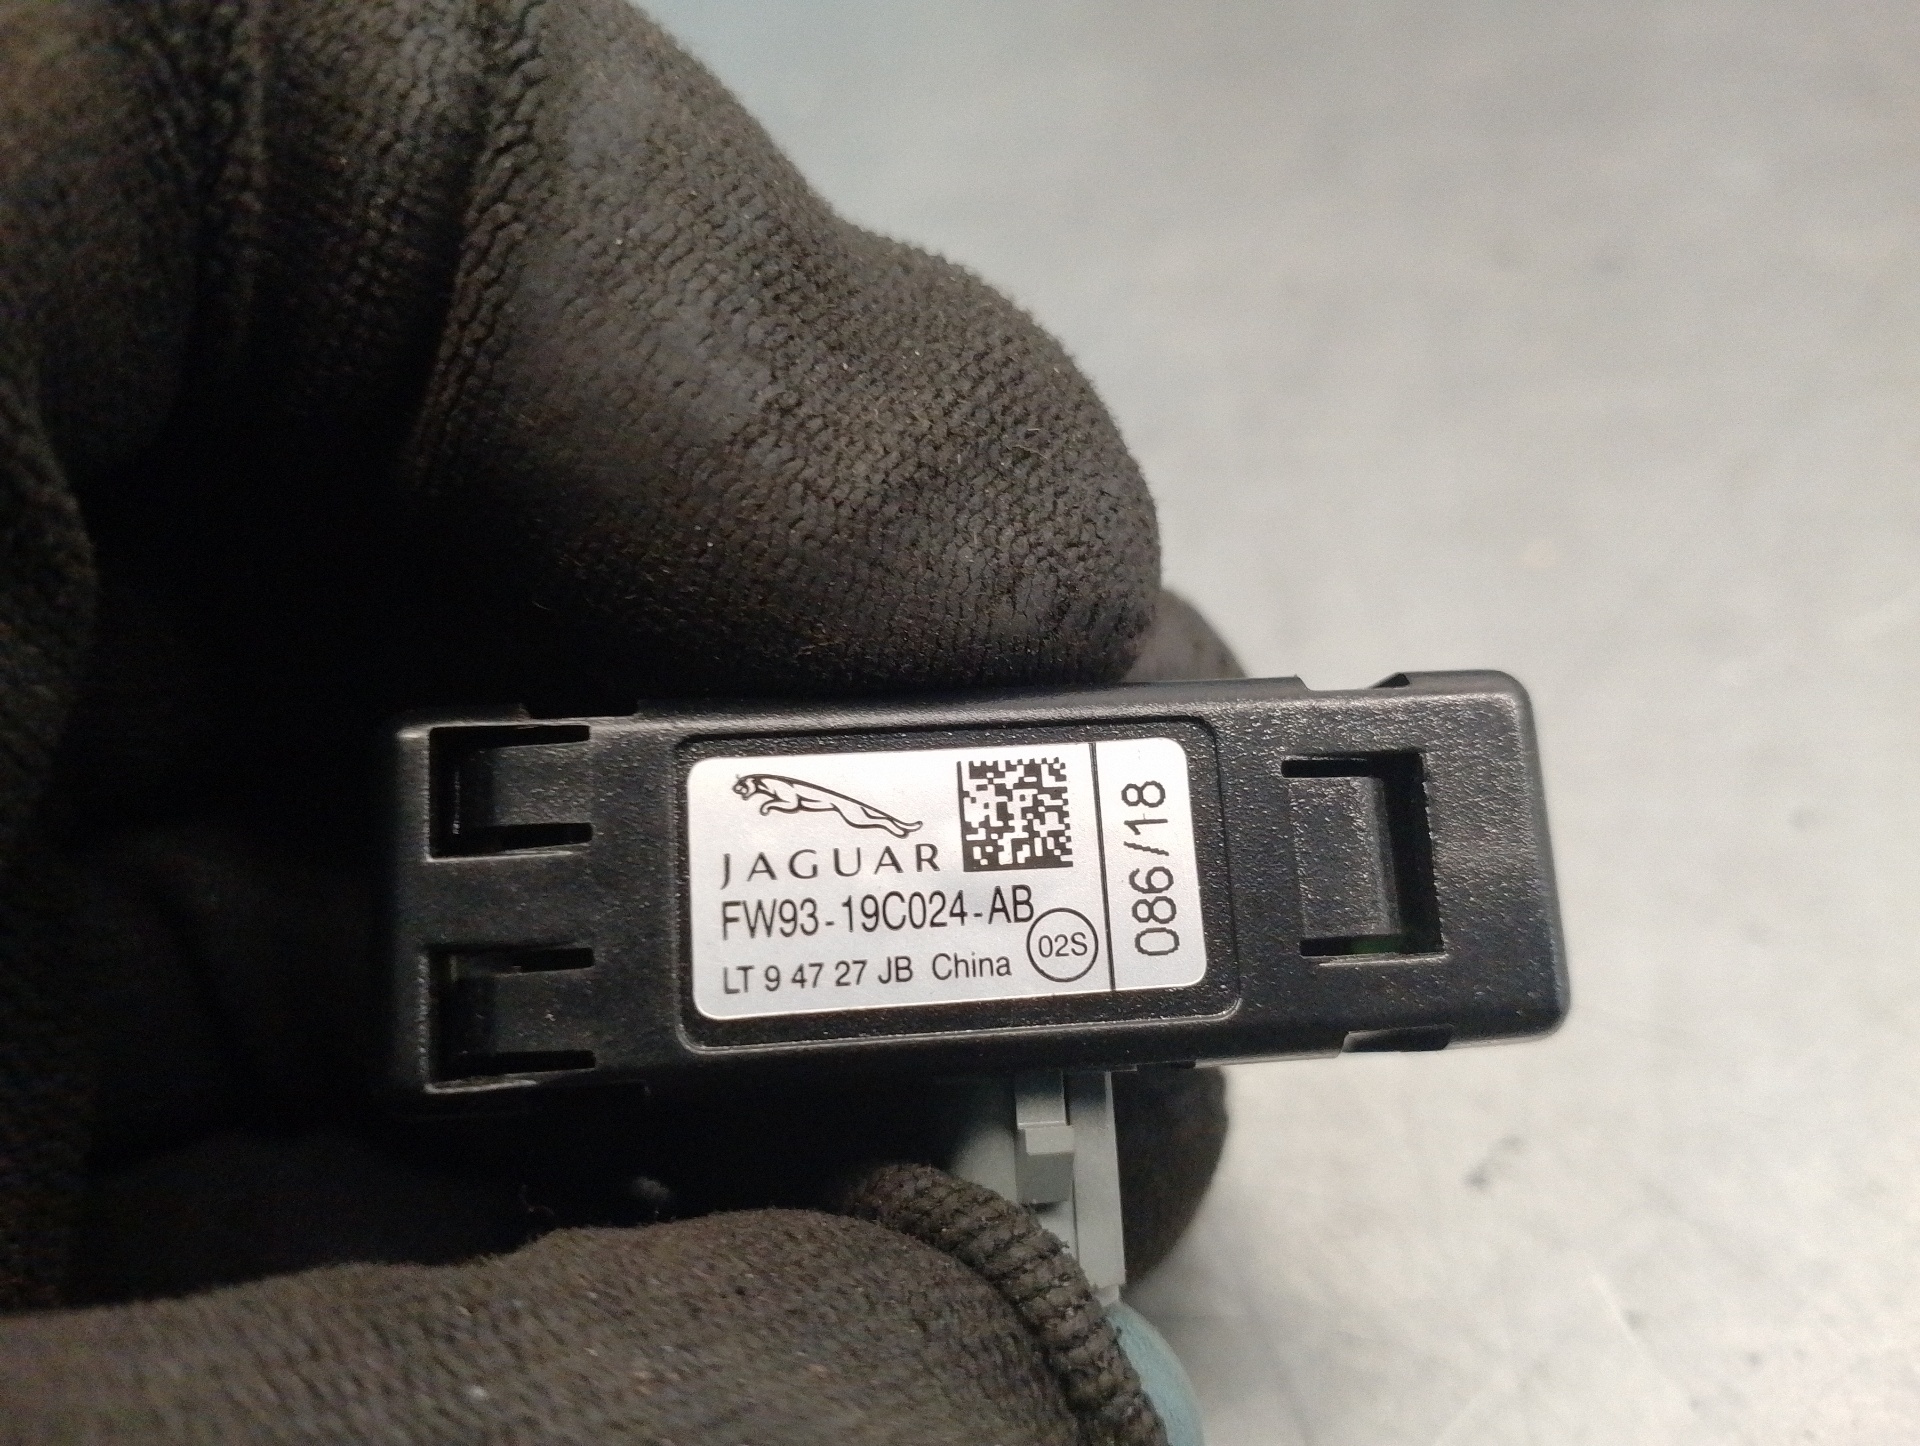 JAGUAR
FW93-19C024-AB
LT 9 47 27 JB China
02S
086/18